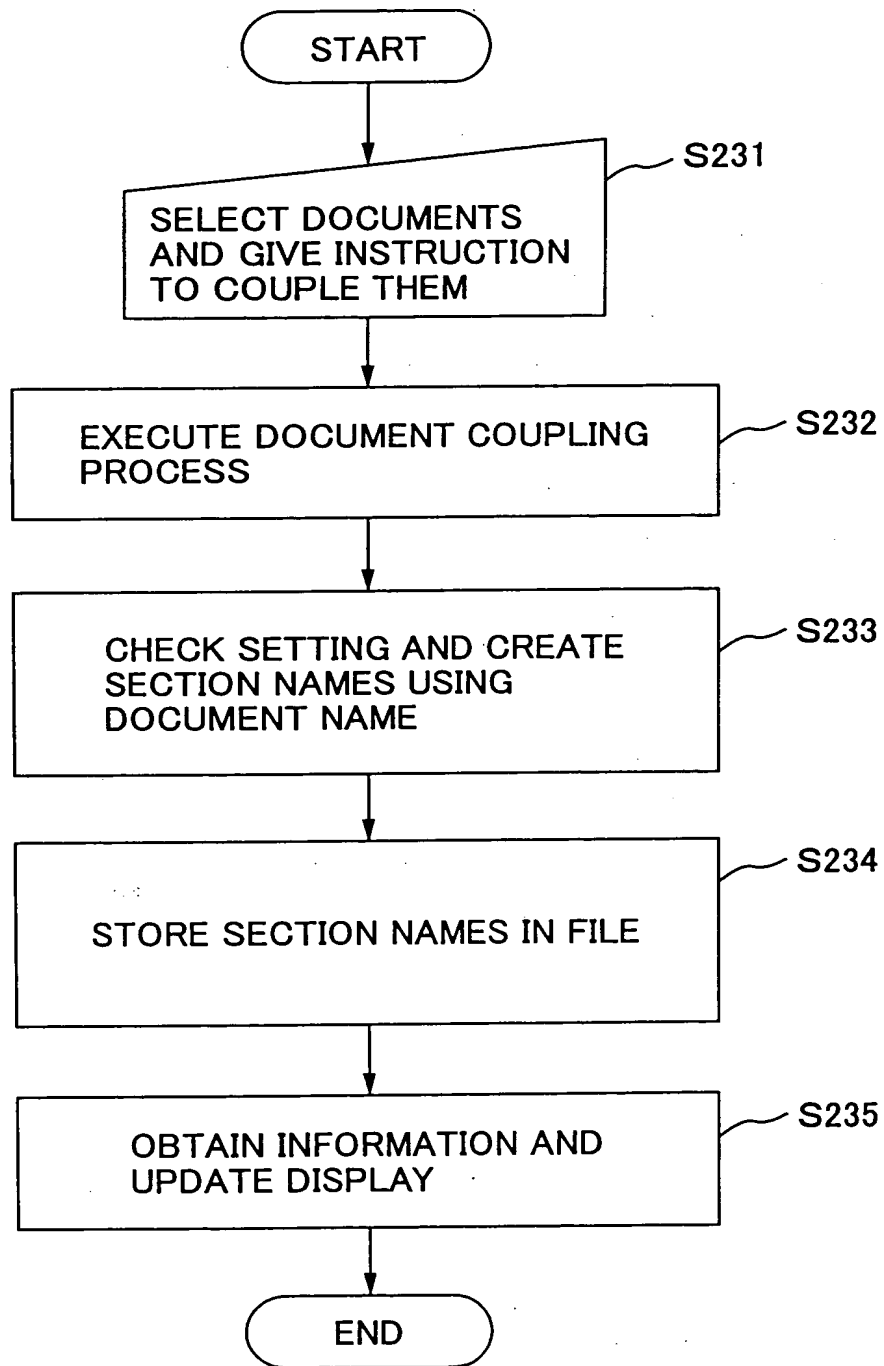 START
S231
SELECT DOCUMENTS
AND GIVE INSTRUCTION
TO COUPLE THEM
S232
EXECUTE DOCUMENT COUPLING
PROCESS
S233
CHECK SETTING AND CREATE
SECTION NAMES USING
DOCUMENT NAME
S234
STORE SECTION NAMES IN FILE
S235
OBTAIN INFORMATION AND
UPDATE DISPLAY
END